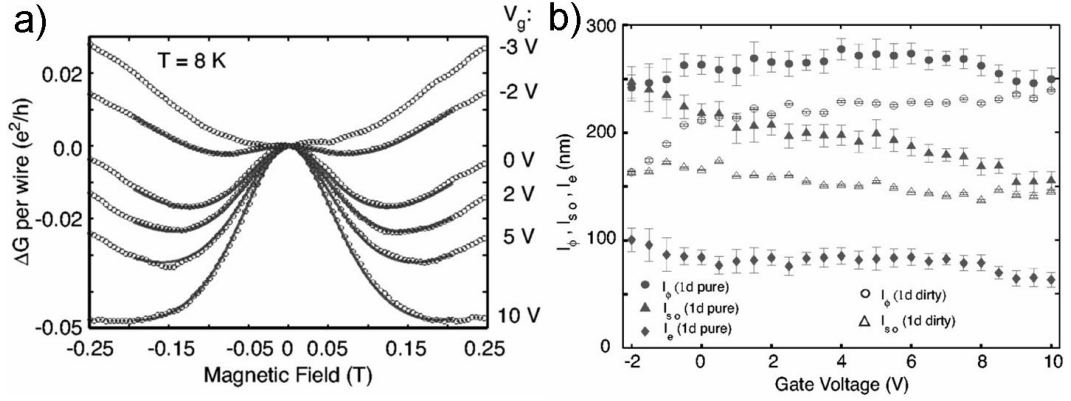 a)
V_g:
T = 8 K
-3 V
-2 V
0 V
2 V
5 V
10 V
0.02
0.0
-0.02
-0.05
ΔG per wire (e²/h)
-0.25 -0.15 -0.05 0 0.05 0.15 0.25
Magnetic Field (T)
b)
300
200
100
0
l_ϕ, l_so, l_e (nm)
l_ϕ (1d pure)
l_so (1d pure)
l_e (1d pure)
l_ϕ (1d dirty)
l_so (1d dirty)
-2 0 2 4 6 8 10
Gate Voltage (V)